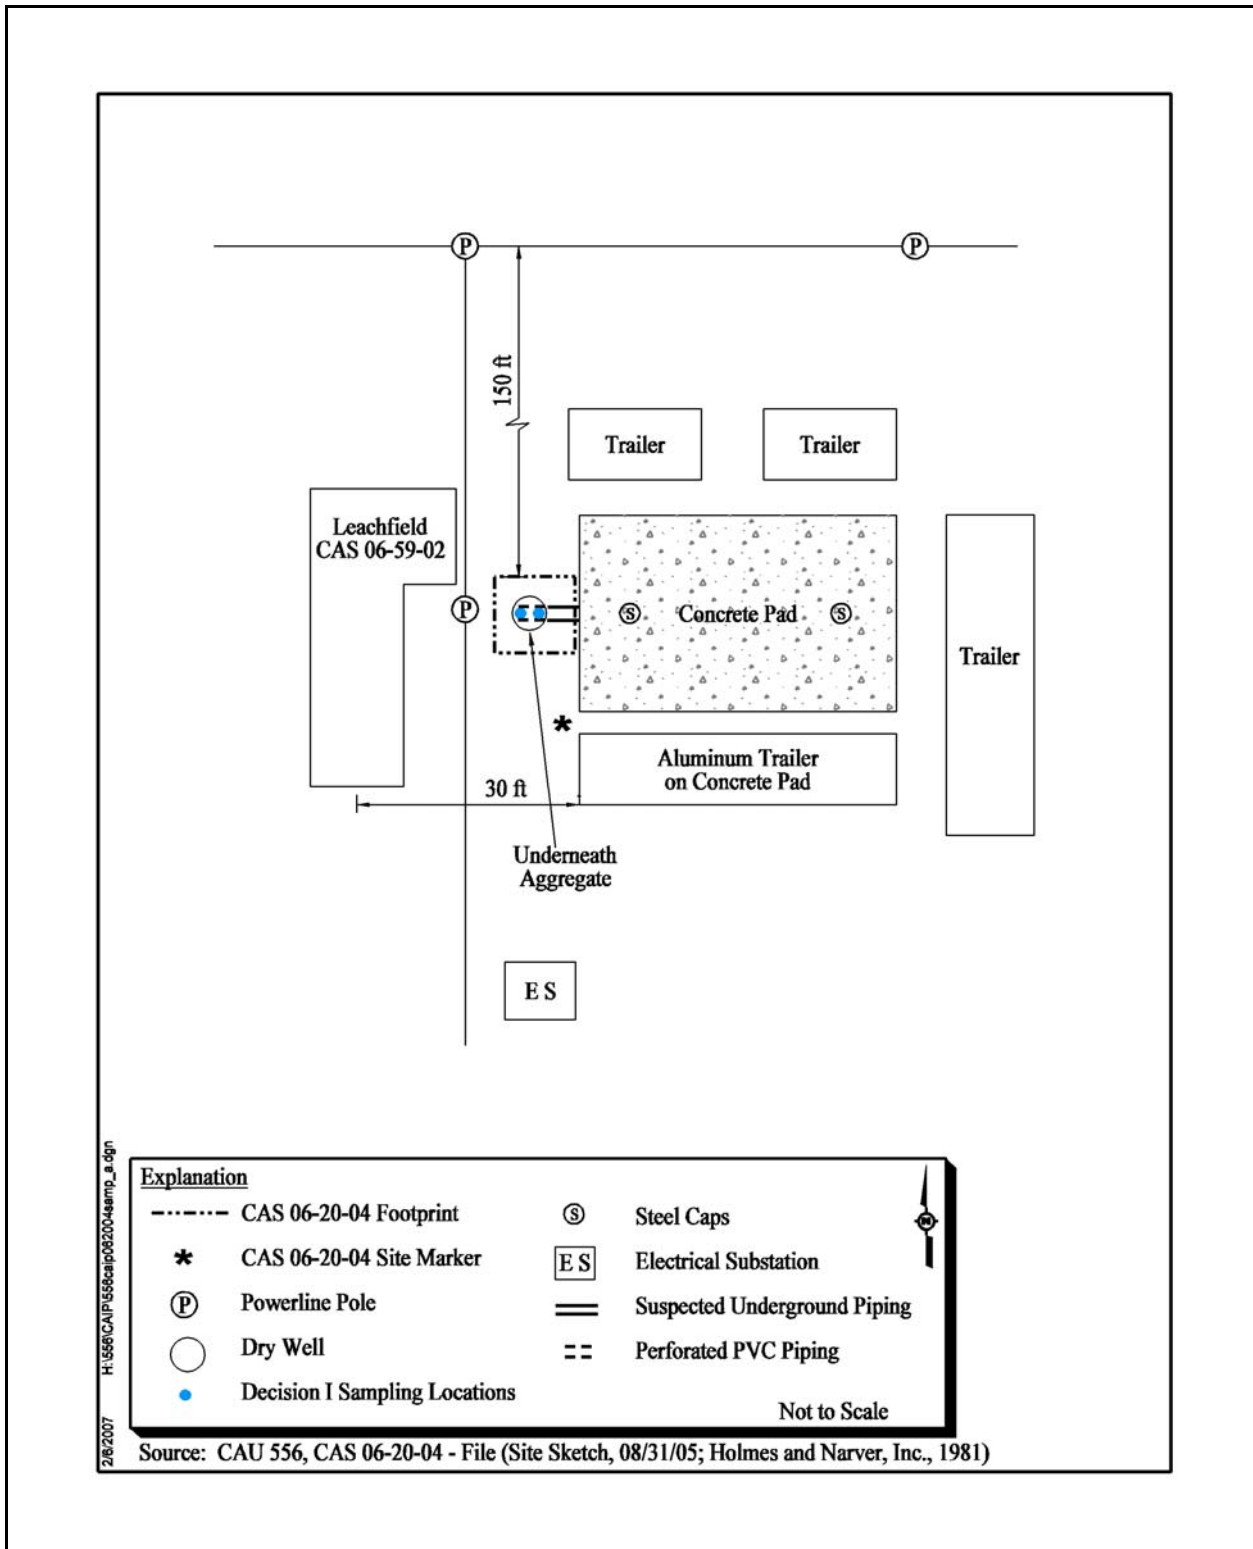 P
P
150 ft
Trailer
Trailer
Leachfield
CAS 06-59-02
P
S
Concrete Pad
S
Trailer
Aluminum Trailer
on Concrete Pad
30 ft
Underneath
Aggregate
E S
Explanation
CAS 06-20-04 Footprint
* CAS 06-20-04 Site Marker
P Powerline Pole
Dry Well
Decision I Sampling Locations
S Steel Caps
E S Electrical Substation
Suspected Underground Piping
Perforated PVC Piping
N
Not to Scale
Source: CAU 556, CAS 06-20-04 - File (Site Sketch, 08/31/05; Holmes and Narver, Inc., 1981)
2/6/2007 H:\556\CAIP\556caip062004samp_a.dgn